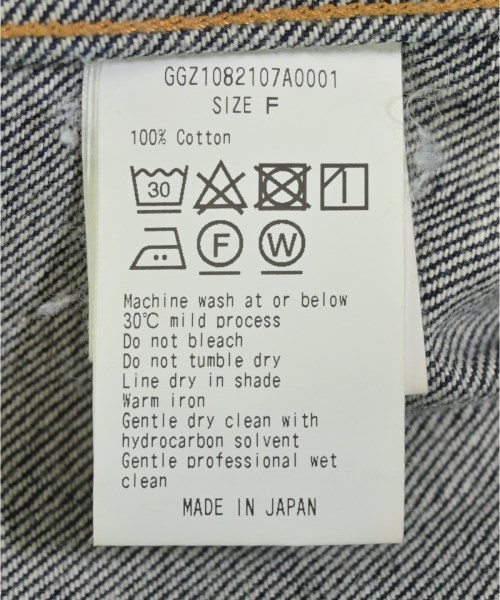 GGZ1082107A0001
SIZE F
100% Cotton
30
F W
Machine wash at or below
30℃ mild process
Do not bleach
Do not tumble dry
Line dry in shade
Warm iron
Gentle dry clean with
hydrocarbon solvent
Gentle professional wet
clean
MADE IN JAPAN